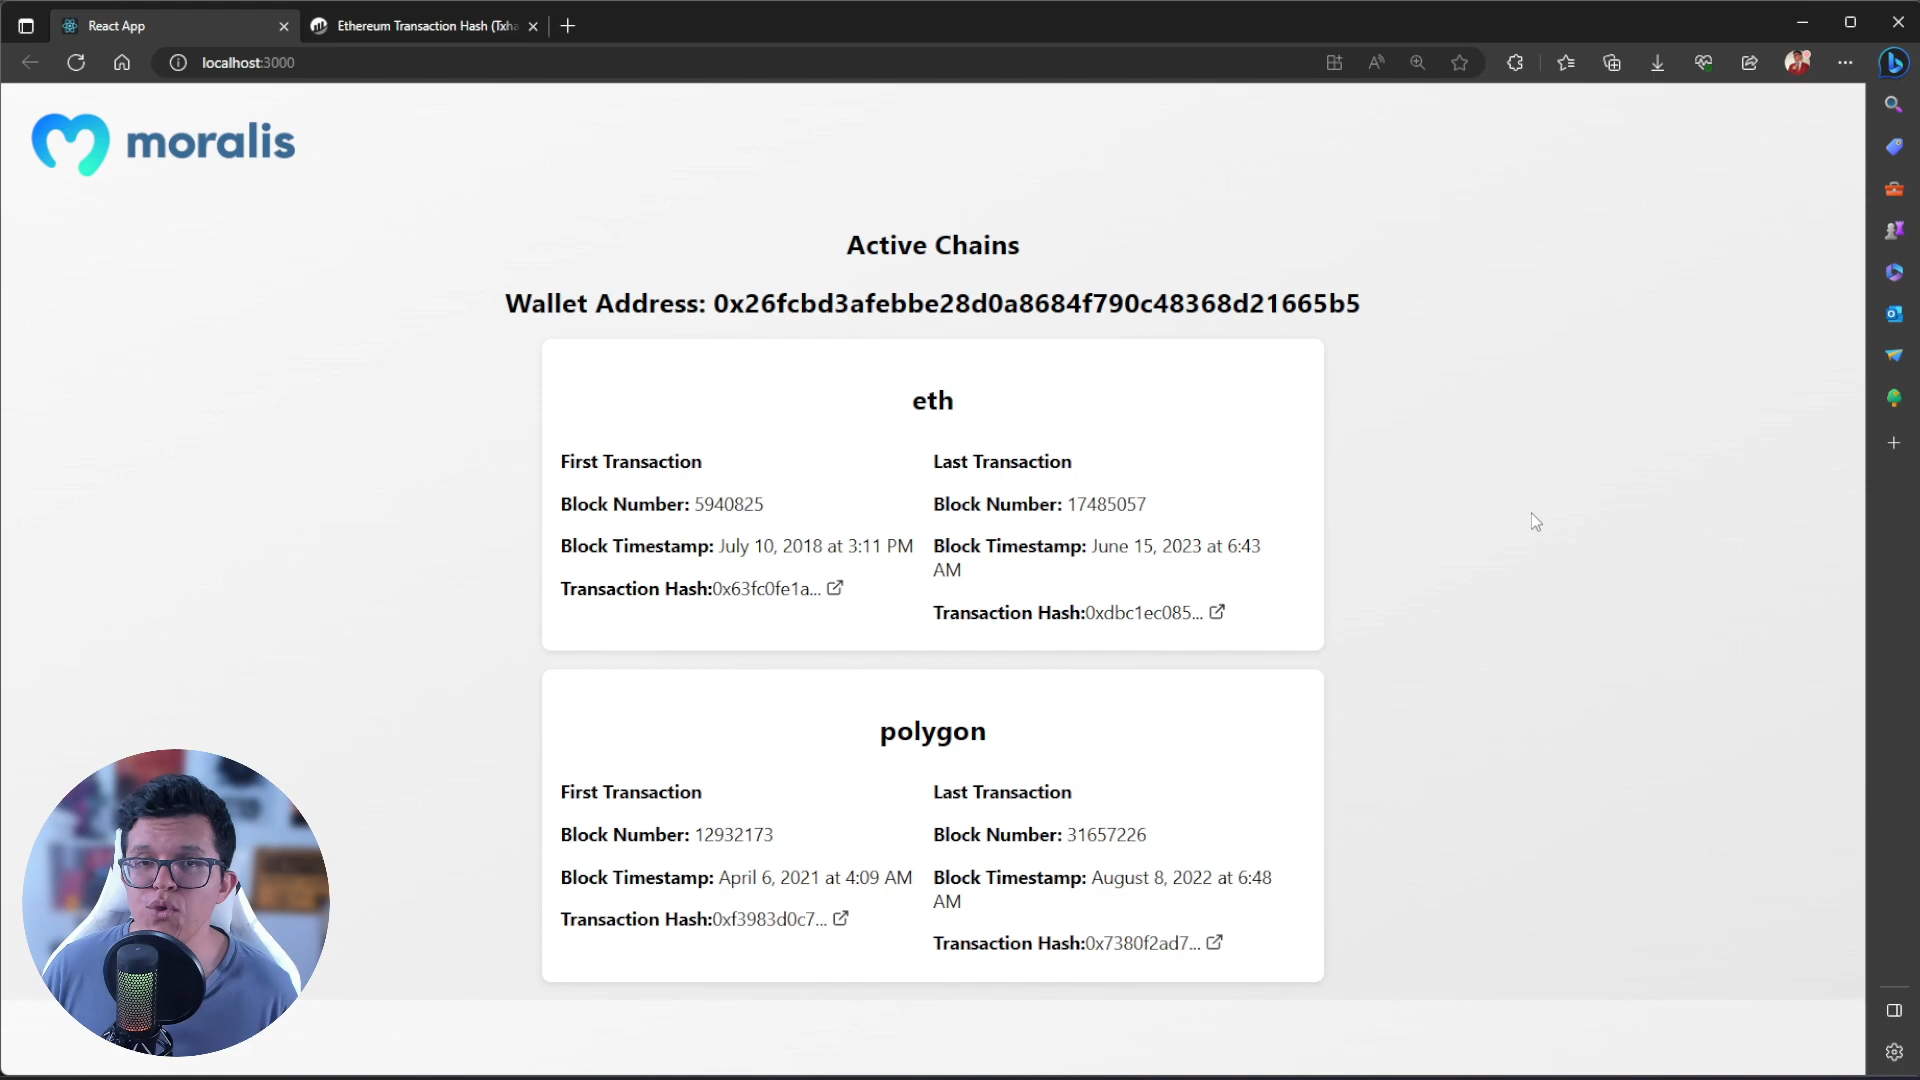 React App
Ethereum Transaction Hash (Txha
localhost:3000
moralis
Active Chains
Wallet Address: 0x26fcbd3afebbe28d0a8684f790c48368d21665b5
eth
First Transaction
Block Number: 5940825
Block Timestamp: July 10, 2018 at 3:11 PM
Transaction Hash:0x63fc0fe1a...
Last Transaction
Block Number: 17485057
Block Timestamp: June 15, 2023 at 6:43
AM
Transaction Hash:0xdbc1ec085...
polygon
First Transaction
Block Number: 12932173
Block Timestamp: April 6, 2021 at 4:09 AM
Transaction Hash:0xf3983d0c7...
Last Transaction
Block Number: 31657226
Block Timestamp: August 8, 2022 at 6:48
AM
Transaction Hash:0x7380f2ad7...